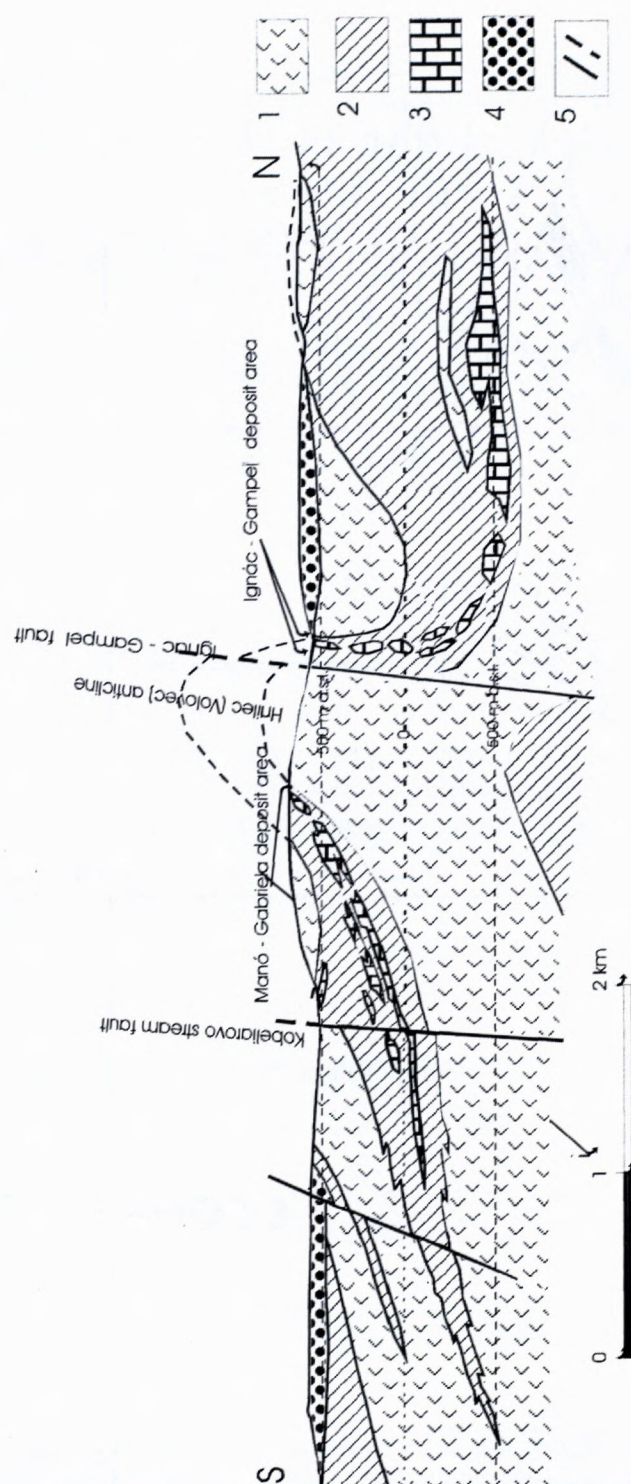 S
N
Manó - Gabriela deposit area
Hnilec (Volovec) anticline
Ignác - Gampel fault
Ignác - Gampel deposit area
Kobeliarovo stream fault
500 m a.s.l.
0
500 m b.s.l.
0
1
2 km
1
2
3
4
5